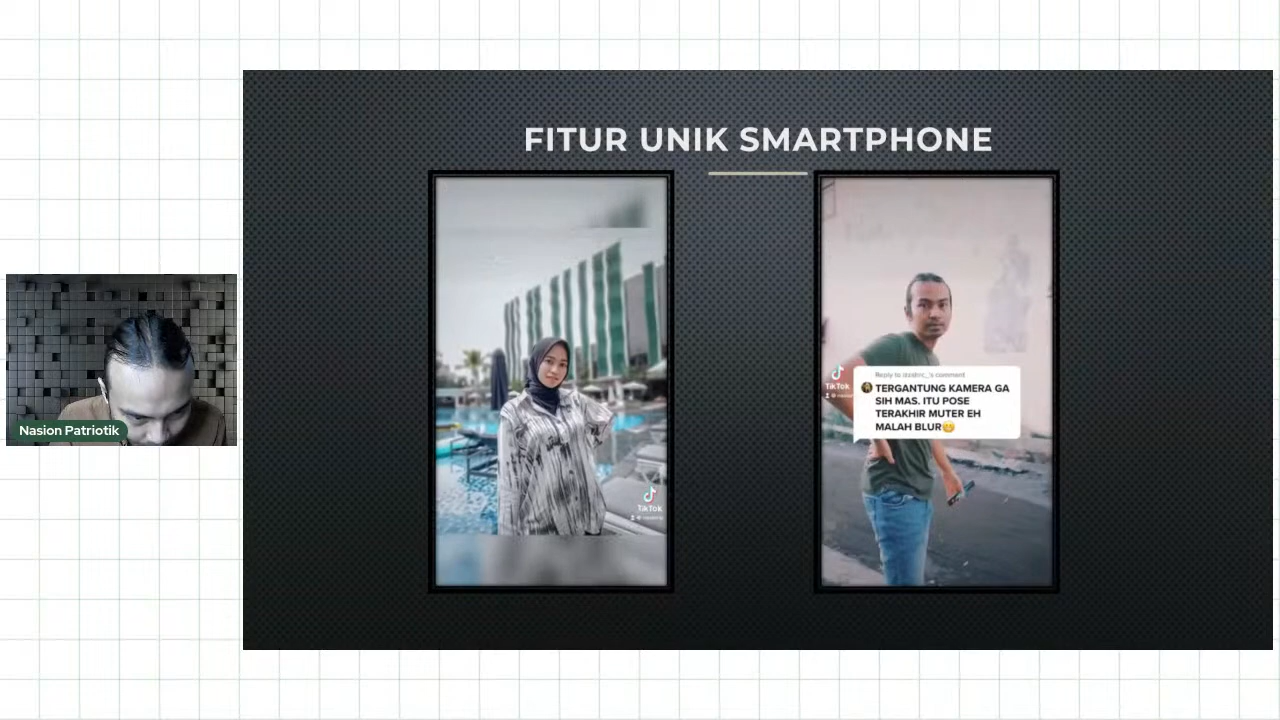 FITUR UNIK SMARTPHONE
Nasion Patriotik
TikTok
TikTok
TERGANTUNG KAMERA GA
SIH MAS. ITU POSE
TERAKHIR MUTER EH
MALAH BLUR😊